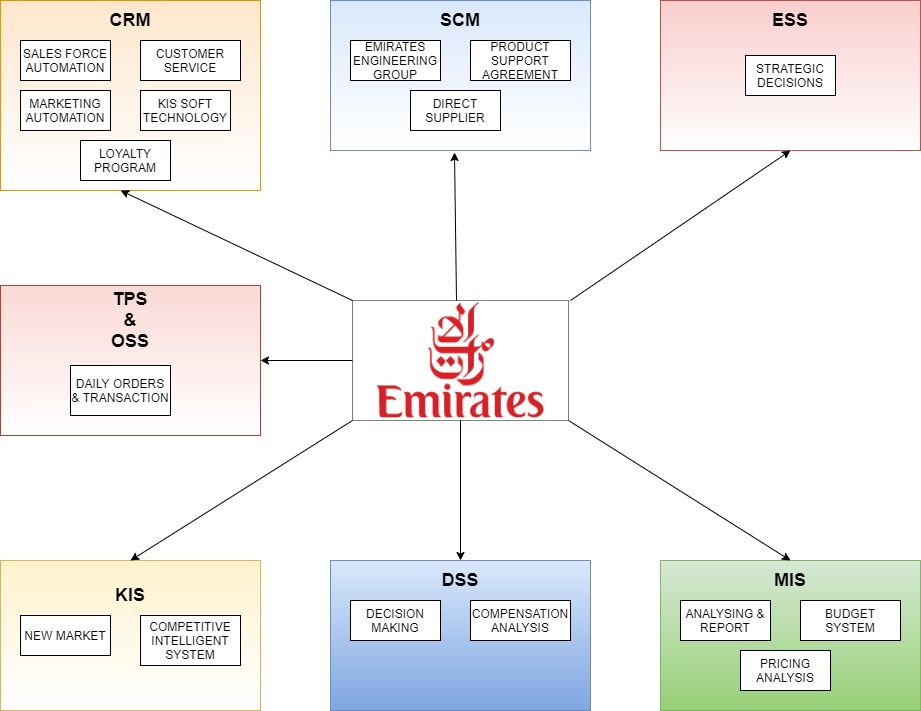 CRM
SALES FORCE
AUTOMATION
CUSTOMER
SERVICE
MARKETING
AUTOMATION
KIS SOFT
TECHNOLOGY
LOYALTY
PROGRAM
SCM
EMIRATES
ENGINEERING
GROUP
PRODUCT
SUPPORT
AGREEMENT
DIRECT
SUPPLIER
ESS
STRATEGIC
DECISIONS
TPS
&
OSS
DAILY ORDERS
& TRANSACTION
Emirates
KIS
NEW MARKET
COMPETITIVE
INTELLIGENT
SYSTEM
DSS
DECISION
MAKING
COMPENSATION
ANALYSIS
MIS
ANALYSING &
REPORT
BUDGET
SYSTEM
PRICING
ANALYSIS